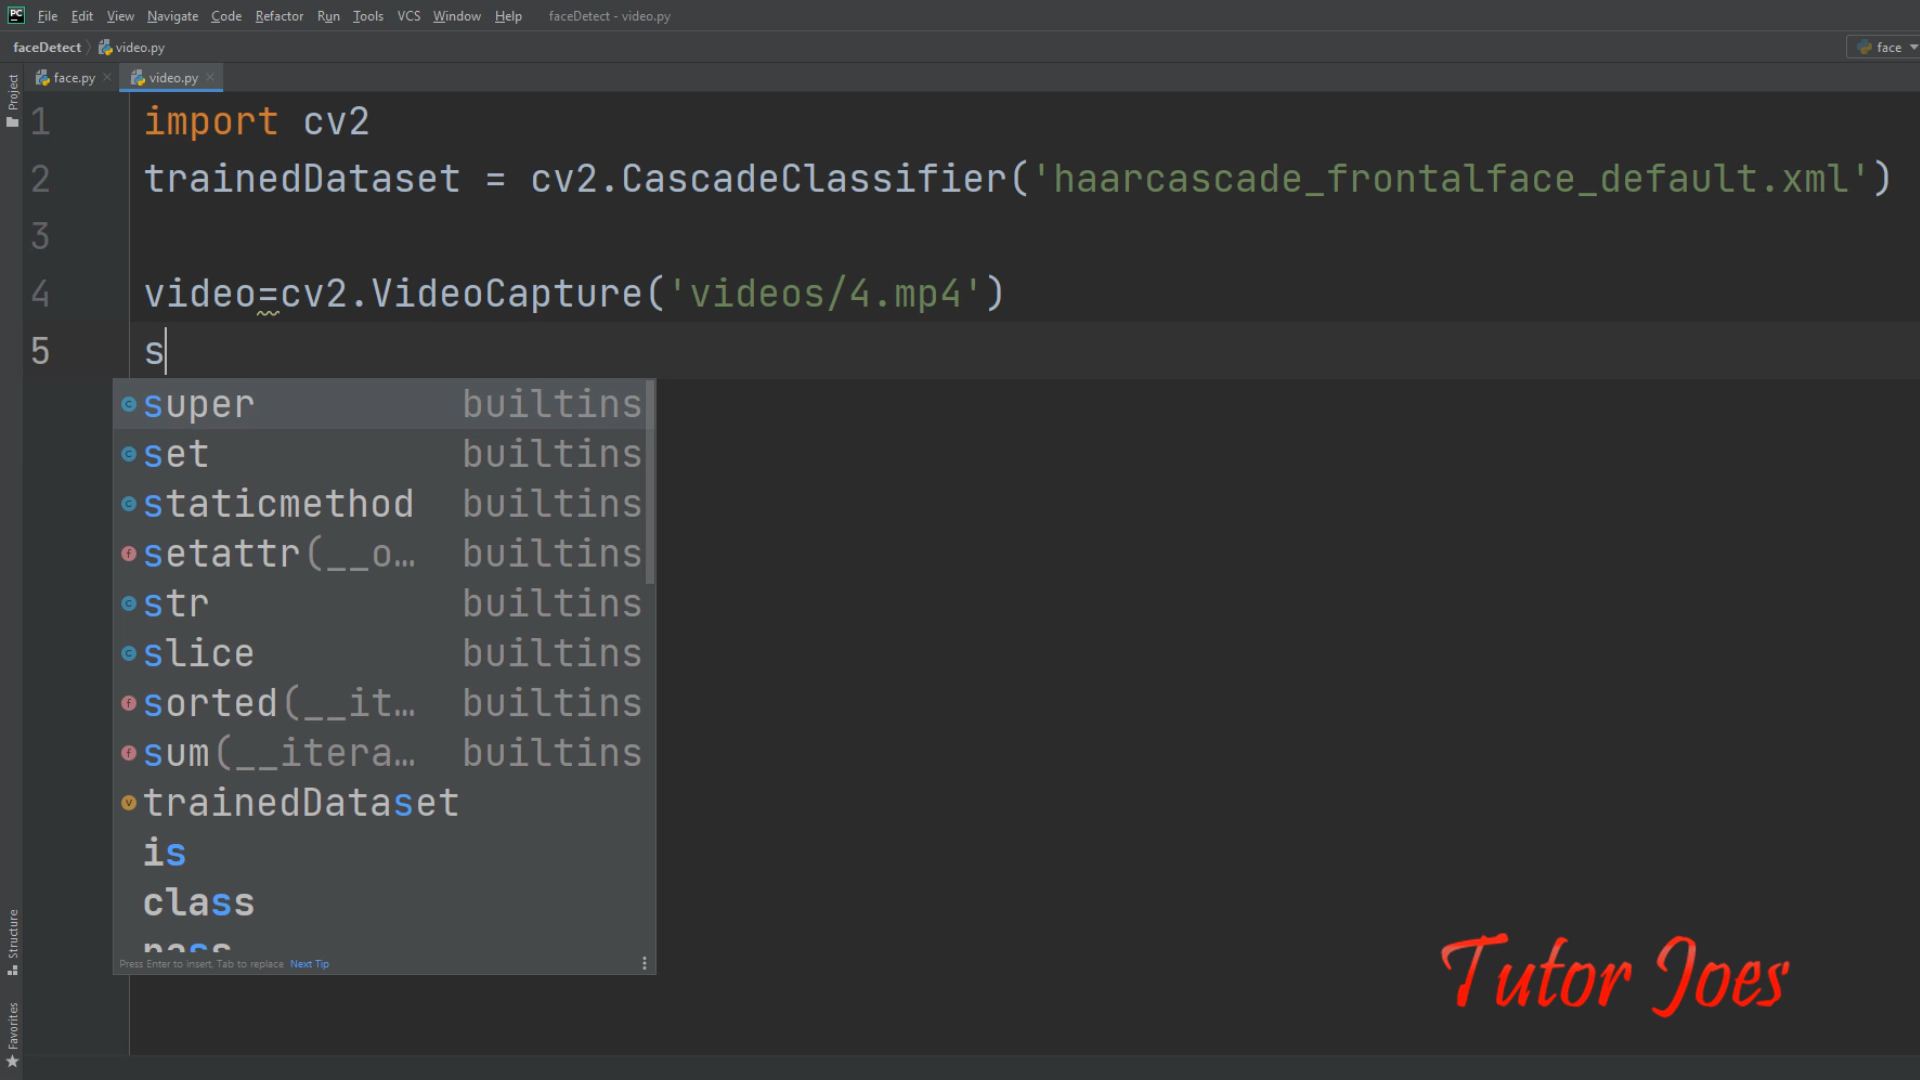 PC File Edit View Navigate Code Refactor Run Tools VCS Window Help faceDetect - video.py
faceDetect video.py face
face.py video.py
Project
1 import cv2
2 trainedDataset = cv2.CascadeClassifier('haarcascade_frontalface_default.xml')
3
4 video=cv2.VideoCapture('videos/4.mp4')
5 s
super builtins
set builtins
staticmethod builtins
setattr(__o… builtins
str builtins
slice builtins
sorted(__it… builtins
sum(__itera… builtins
trainedDataset
is
class
pass
Press Enter to insert, Tab to replace Next Tip
Structure
Favorites
Tutor Joes